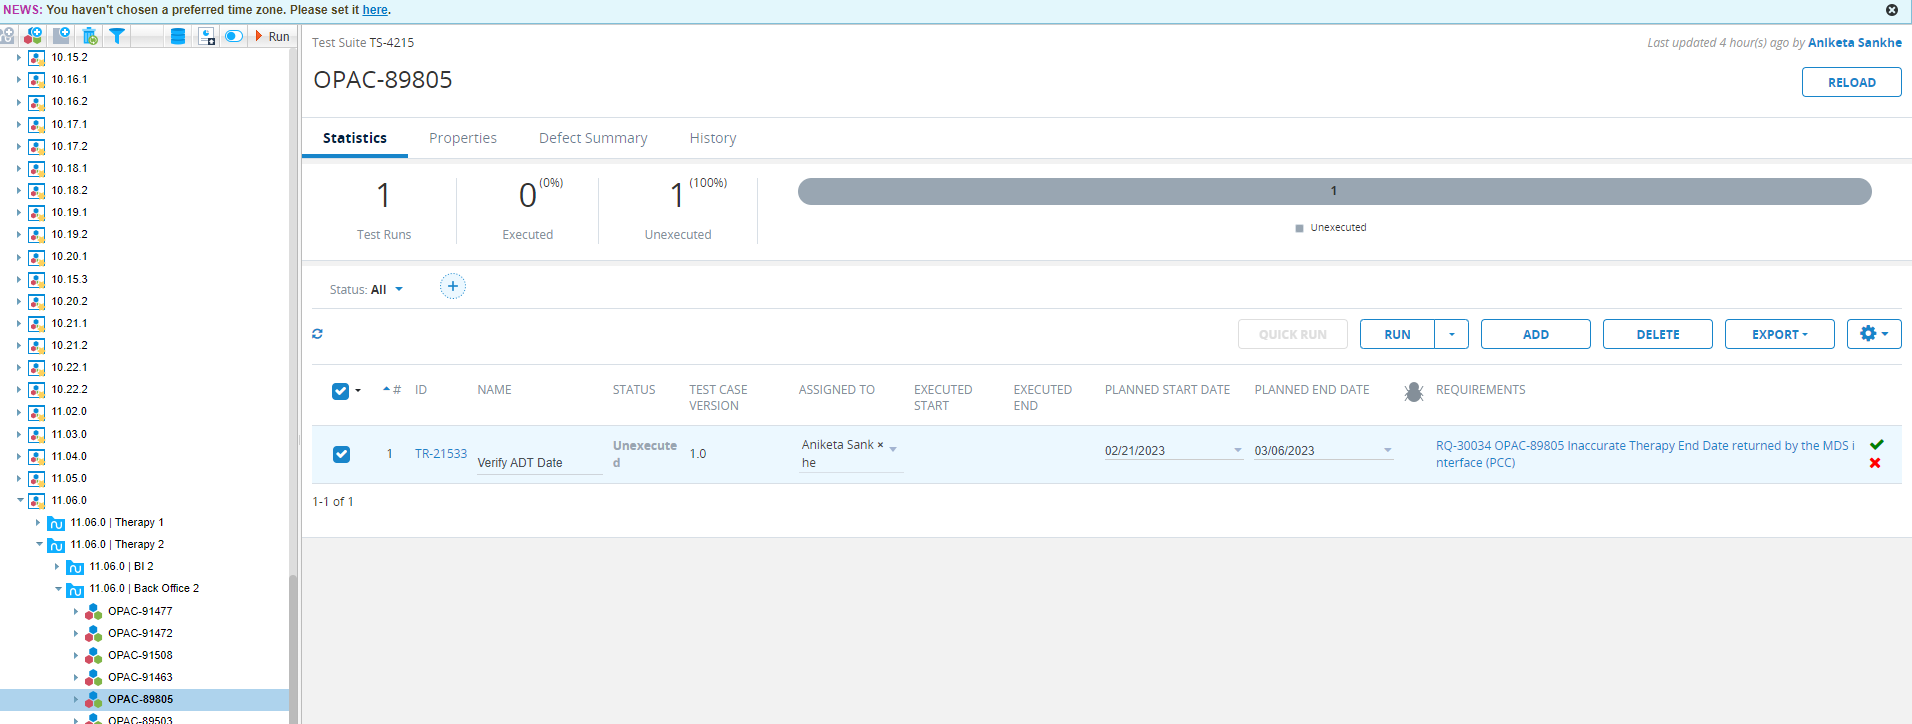 NEWS: You haven't chosen a preferred time zone. Please set it here.
Run
10.15.2
10.16.1
10.16.2
10.17.1
10.17.2
10.18.1
10.18.2
10.19.1
10.19.2
10.20.1
10.15.3
10.20.2
10.21.1
10.21.2
10.22.1
10.22.2
11.02.0
11.03.0
11.04.0
11.05.0
11.06.0
11.06.0 | Therapy 1
11.06.0 | Therapy 2
11.06.0 | BI 2
11.06.0 | Back Office 2
OPAC-91477
OPAC-91472
OPAC-91508
OPAC-91463
OPAC-89805
OPAC-89503
Test Suite TS-4215
Last updated 4 hour(s) ago by Aniketa Sankhe
OPAC-89805
RELOAD
Statistics Properties Defect Summary History
1 0 (0%) 1 (100%)
Test Runs Executed Unexecuted
1
Unexecuted
Status: All
QUICK RUN RUN ADD DELETE EXPORT
# ID NAME STATUS TEST CASE ASSIGNED TO EXECUTED EXECUTED PLANNED START DATE PLANNED END DATE REQUIREMENTS
VERSION START END
1 TR-21533 Verify ADT Date Unexecute 1.0 Aniketa Sank × 02/21/2023 03/06/2023 RQ-30034 OPAC-89805 Inaccurate Therapy End Date returned by the MDS i
d he nterface (PCC)
1-1 of 1